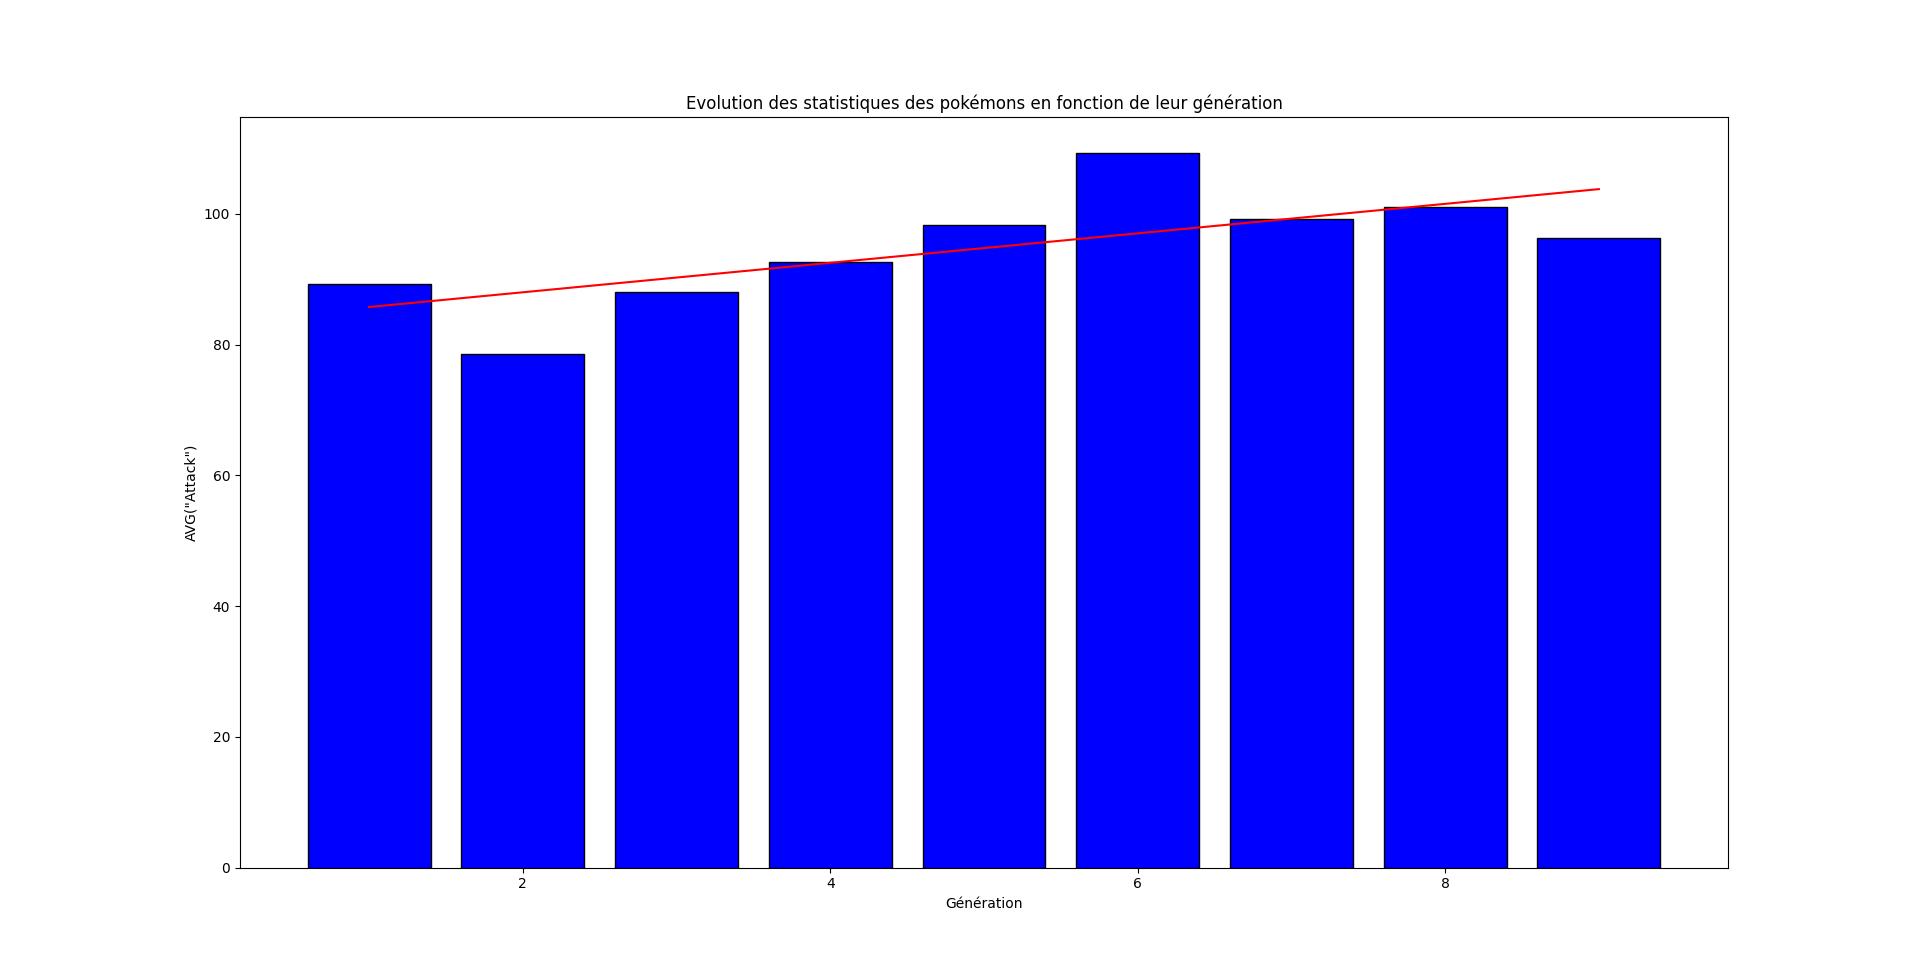 Evolution des statistiques des pokémons en fonction de leur génération
100
80
60
40
20
0
AVG("Attack")
2 4 6 8
Génération